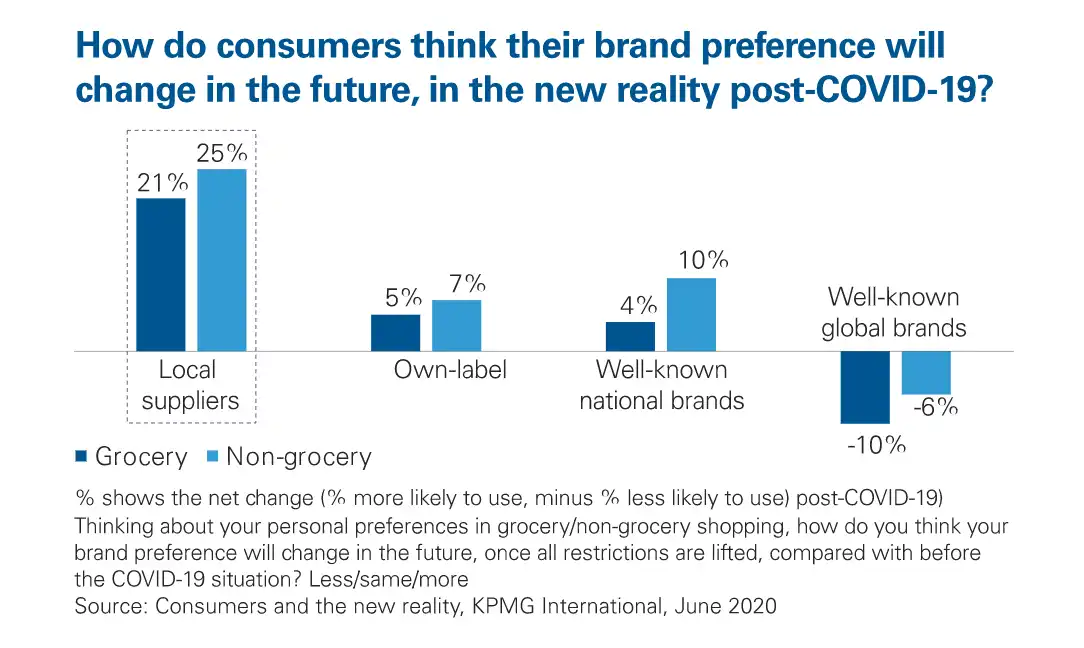 How do consumers think their brand preference will
change in the future, in the new reality post-COVID-19?
25%
21%
Local
suppliers
5%
7%
Own-label
4%
10%
Well-known
national brands
Well-known
global brands
-10%
-6%
Grocery
Non-grocery
% shows the net change (% more likely to use, minus % less likely to use) post-COVID-19)
Thinking about your personal preferences in grocery/non-grocery shopping, how do you think your
brand preference will change in the future, once all restrictions are lifted, compared with before
the COVID-19 situation? Less/same/more
Source: Consumers and the new reality, KPMG International, June 2020